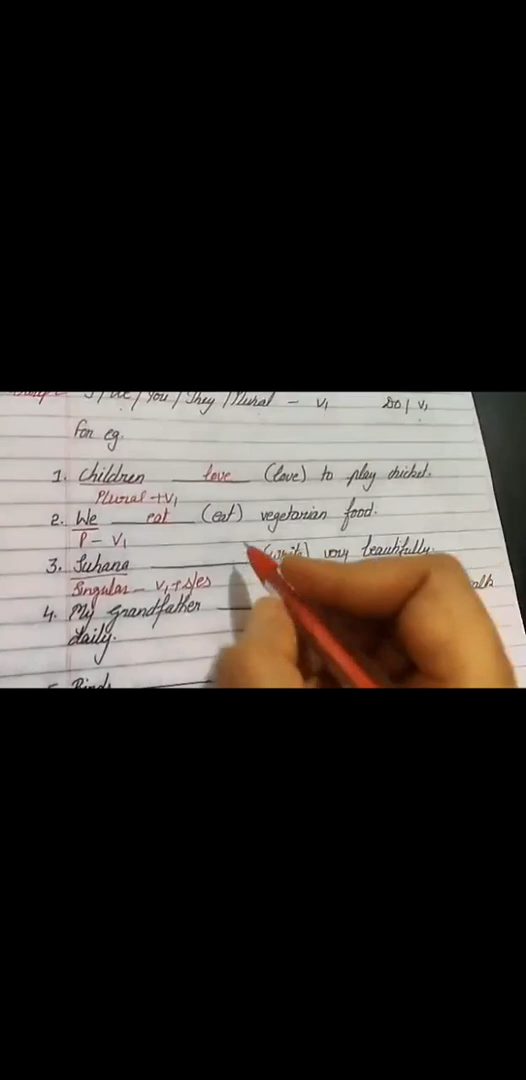 / You / They / Plural - V1 Do / V1
For eg.
1. Children love (love) to play cricket.
Plural + V1
2. We eat (eat) vegetarian food.
P - V1
3. Suhana (write) very beautifully.
Singular - V1 + s/es
4. My grandfather
daily.